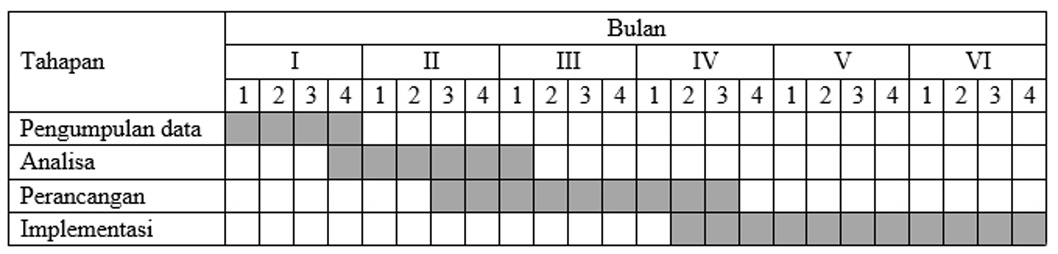 Tahapan
Bulan
I II III IV V VI
1 2 3 4 1 2 3 4 1 2 3 4 1 2 3 4 1 2 3 4 1 2 3 4
Pengumpulan data
Analisa
Perancangan
Implementasi